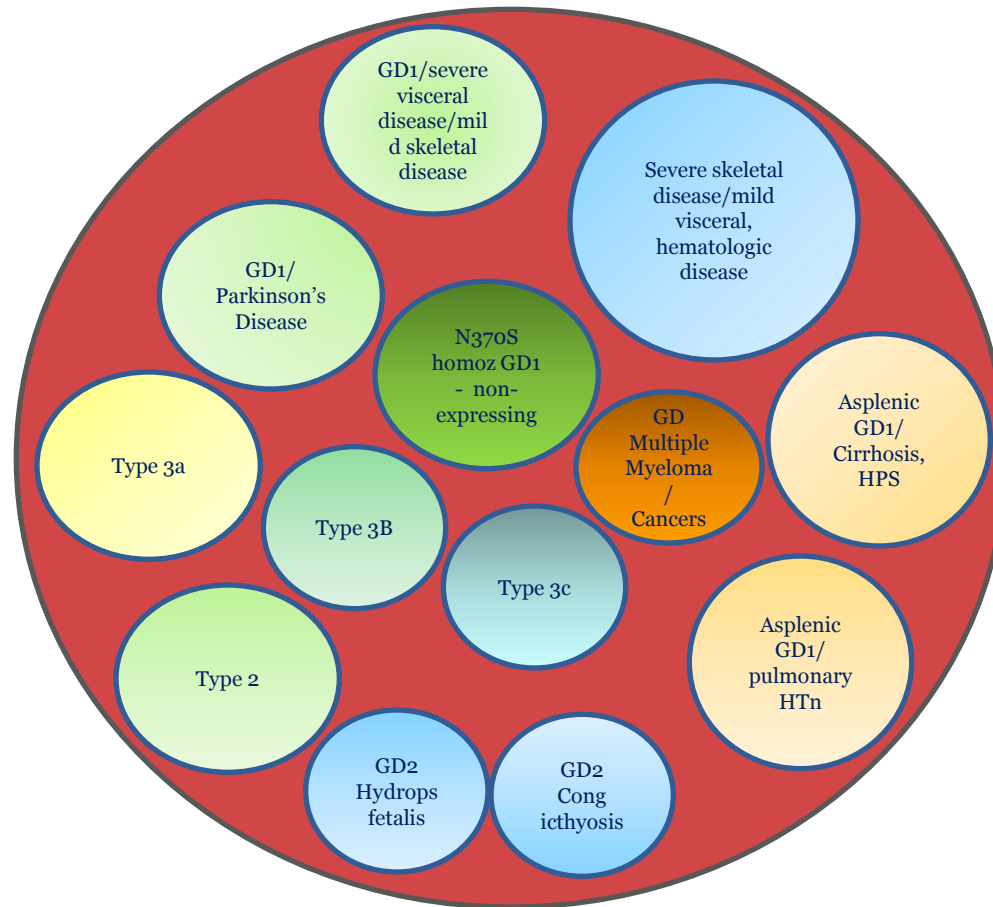 GD1/severe
visceral
disease/mil
d skeletal
disease
Severe skeletal
disease/mild
visceral,
hematologic
disease
GD1/
Parkinson's
Disease
N370S
homoz GD1
- non-
expressing
Asplenic
GD1/
Cirrhosis,
HPS
GD
Multiple
Myeloma
/
Cancers
Type 3a
Type 3B
Type 3c
Asplenic
GD1/
pulmonary
HTn
Type 2
GD2
Hydrops
fetalis
GD2
Cong
icthyosis